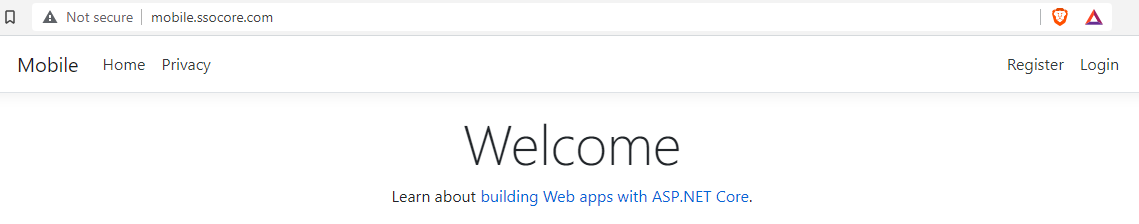 Not secure mobile.ssocore.com
Mobile Home Privacy Register Login
Welcome
Learn about building Web apps with ASP.NET Core.